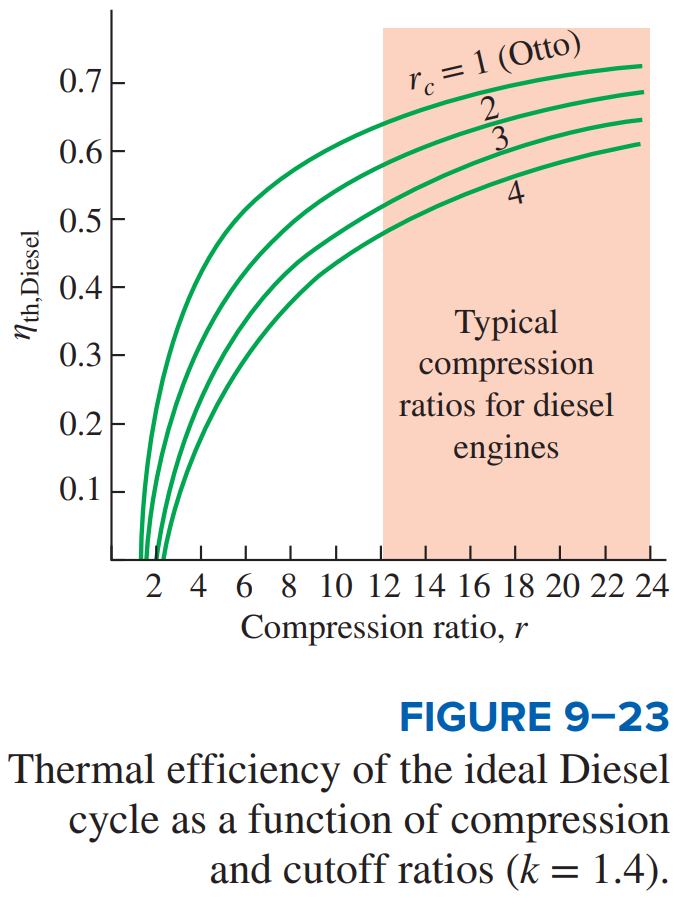 r_c = 1 (Otto)
0.7
2
3
0.6
4
0.5
η_th,Diesel
0.4
Typical
compression
ratios for diesel
engines
0.3
0.2
0.1
2 4 6 8 10 12 14 16 18 20 22 24
Compression ratio, r
FIGURE 9–23
Thermal efficiency of the ideal Diesel
cycle as a function of compression
and cutoff ratios (k = 1.4).